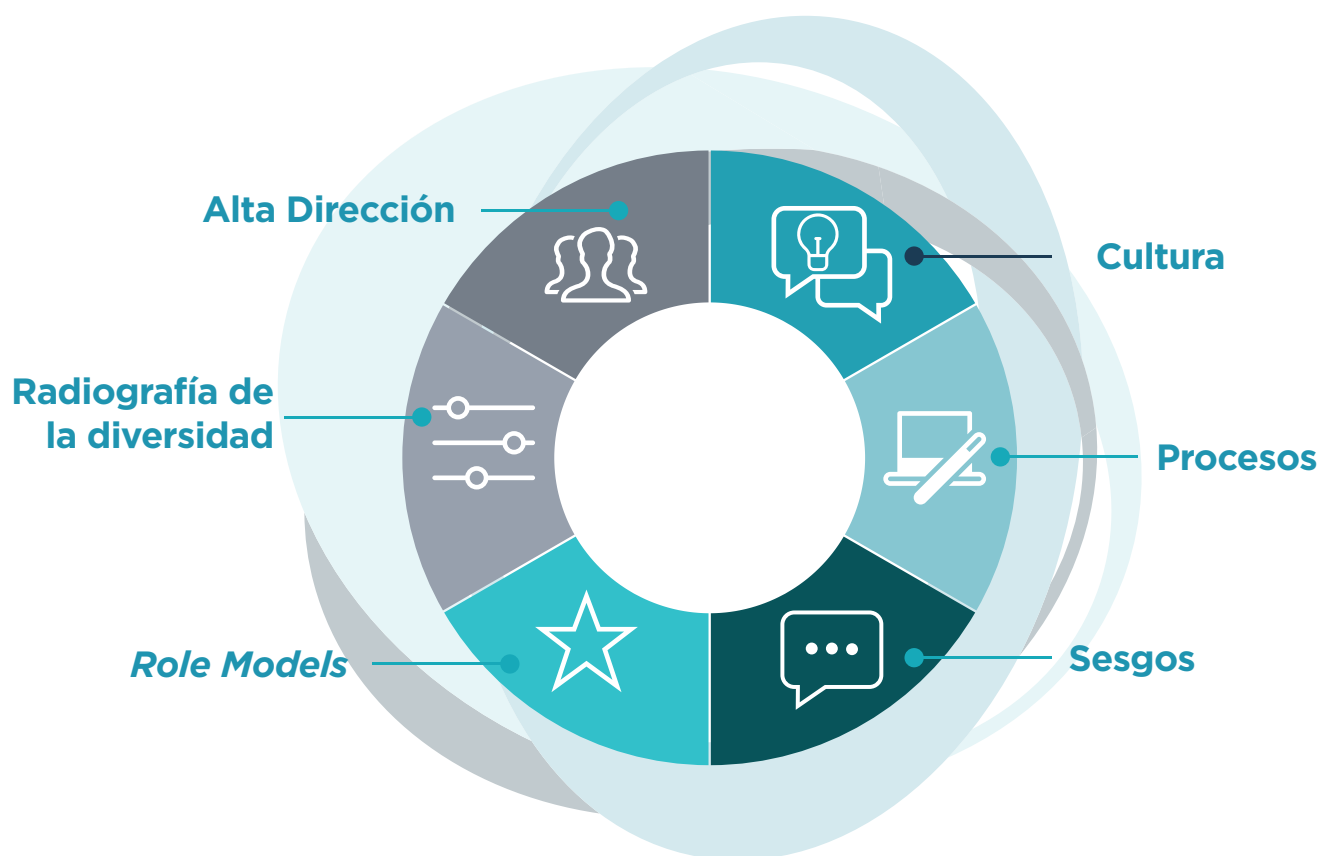 Alta Dirección
Cultura
Radiografía de
la diversidad
Procesos
Role Models
Sesgos